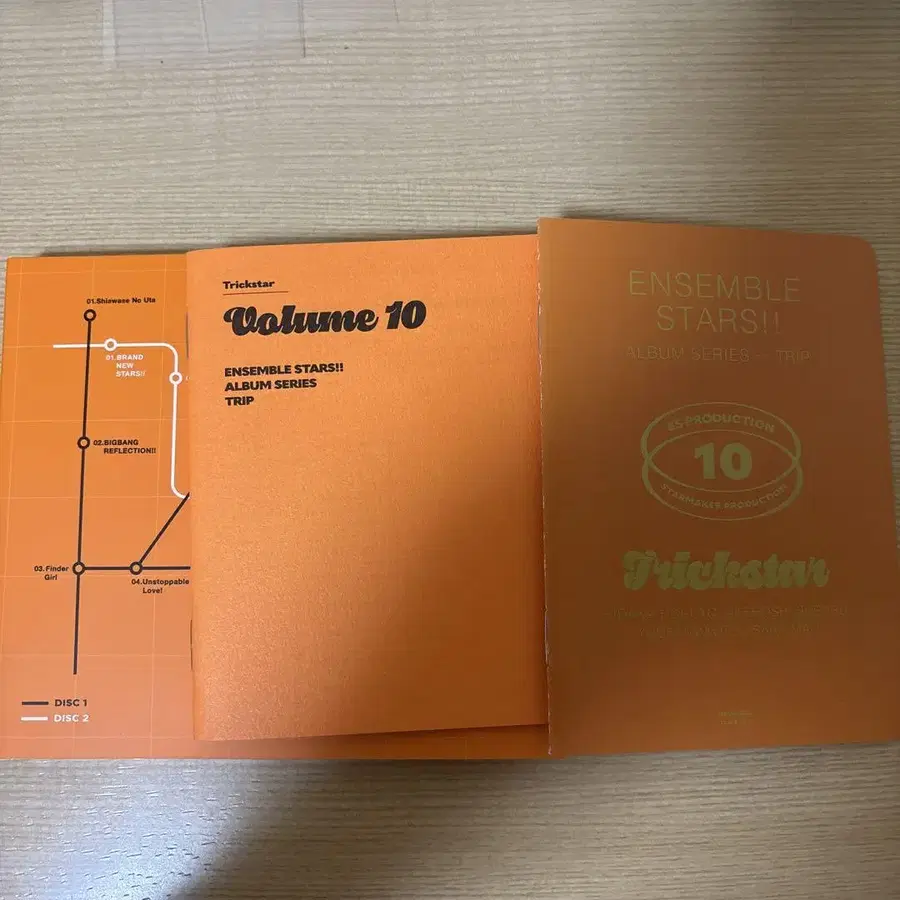 01.Shiawase No Uta
01.BRAND
NEW
STARS!!
02.BIGBANG
REFLECTION!!
03.Finder
Girl
04.Unstoppable
Love!
DISC 1
DISC 2
Trickstar
Volume 10
ENSEMBLE STARS!!
ALBUM SERIES
TRIP
ENSEMBLE
STARS!!
ALBUM SERIES TRIP
ES PRODUCTION
10
STARMAKER PRODUCTION
Trickstar